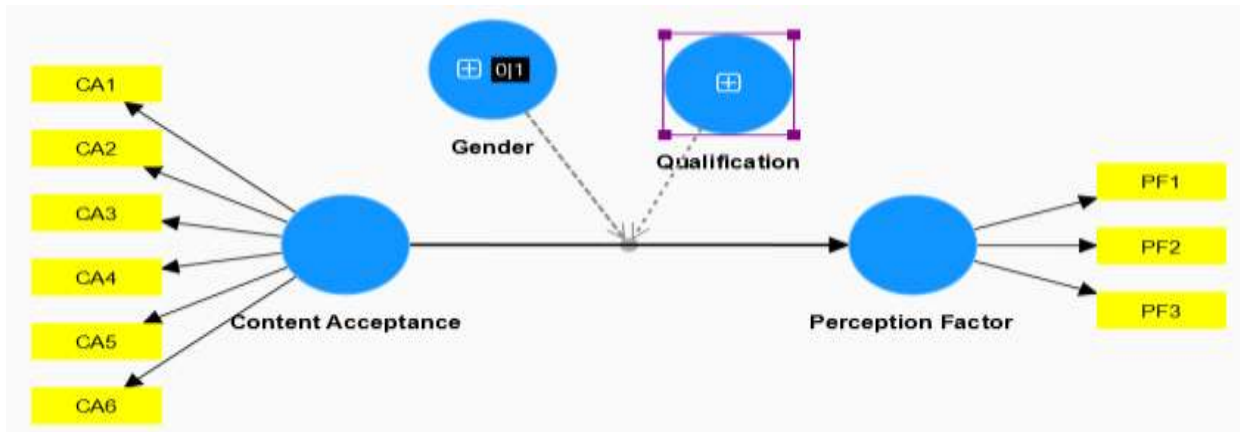 CA1
CA2
CA3
CA4
CA5
CA6
Content Acceptance
0|1
Gender
Qualification
Perception Factor
PF1
PF2
PF3